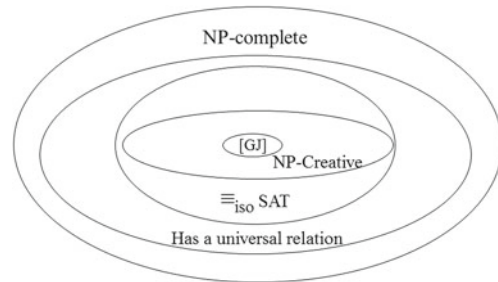 NP-complete
[GJ]
NP-Creative
≡iso SAT
Has a universal relation